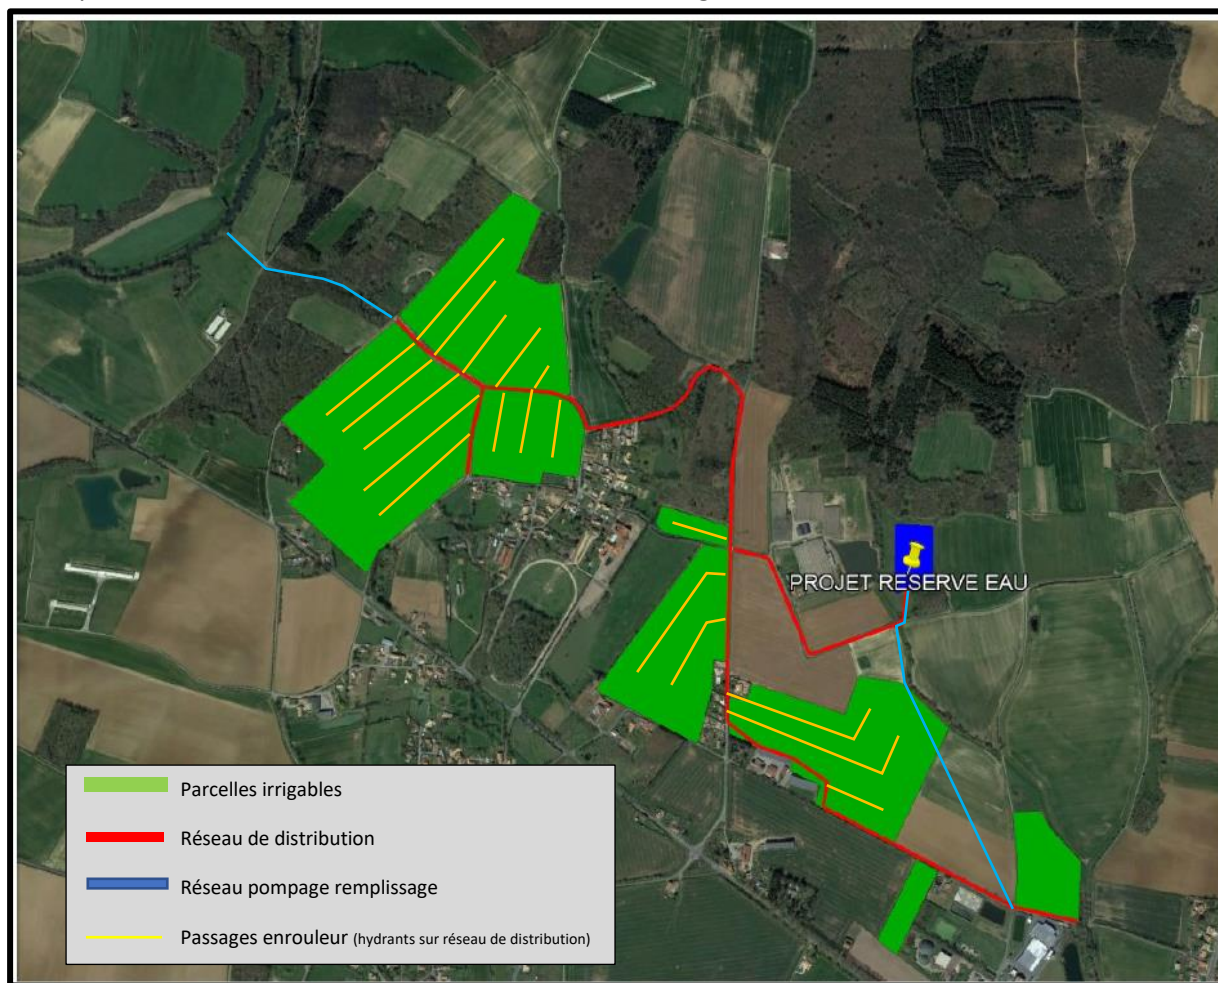 PROJET RESERVE EAU
Parcelles irrigables
Réseau de distribution
Réseau pompage remplissage
Passages enrouleur (hydrants sur réseau de distribution)